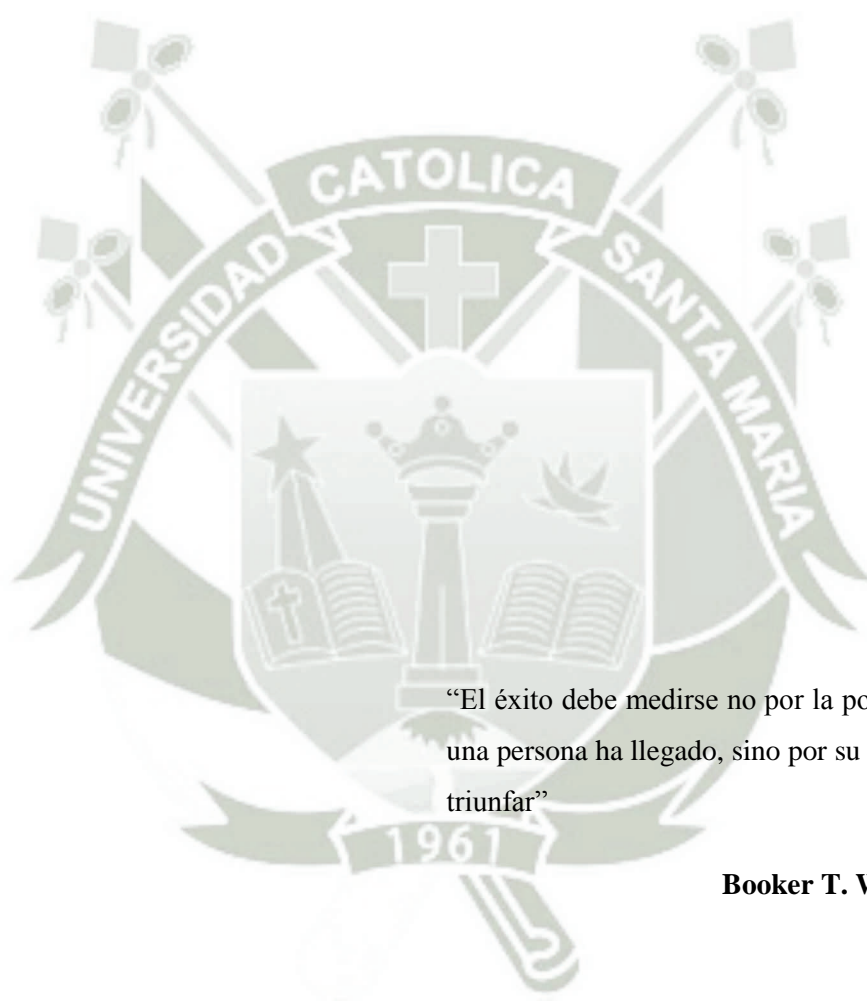 CATOLICA
UNIVERSIDAD
SANTA MARIA
“El éxito debe medirse no por la
una persona ha llegado, sino por su
triunfar”
1961
Booker T.